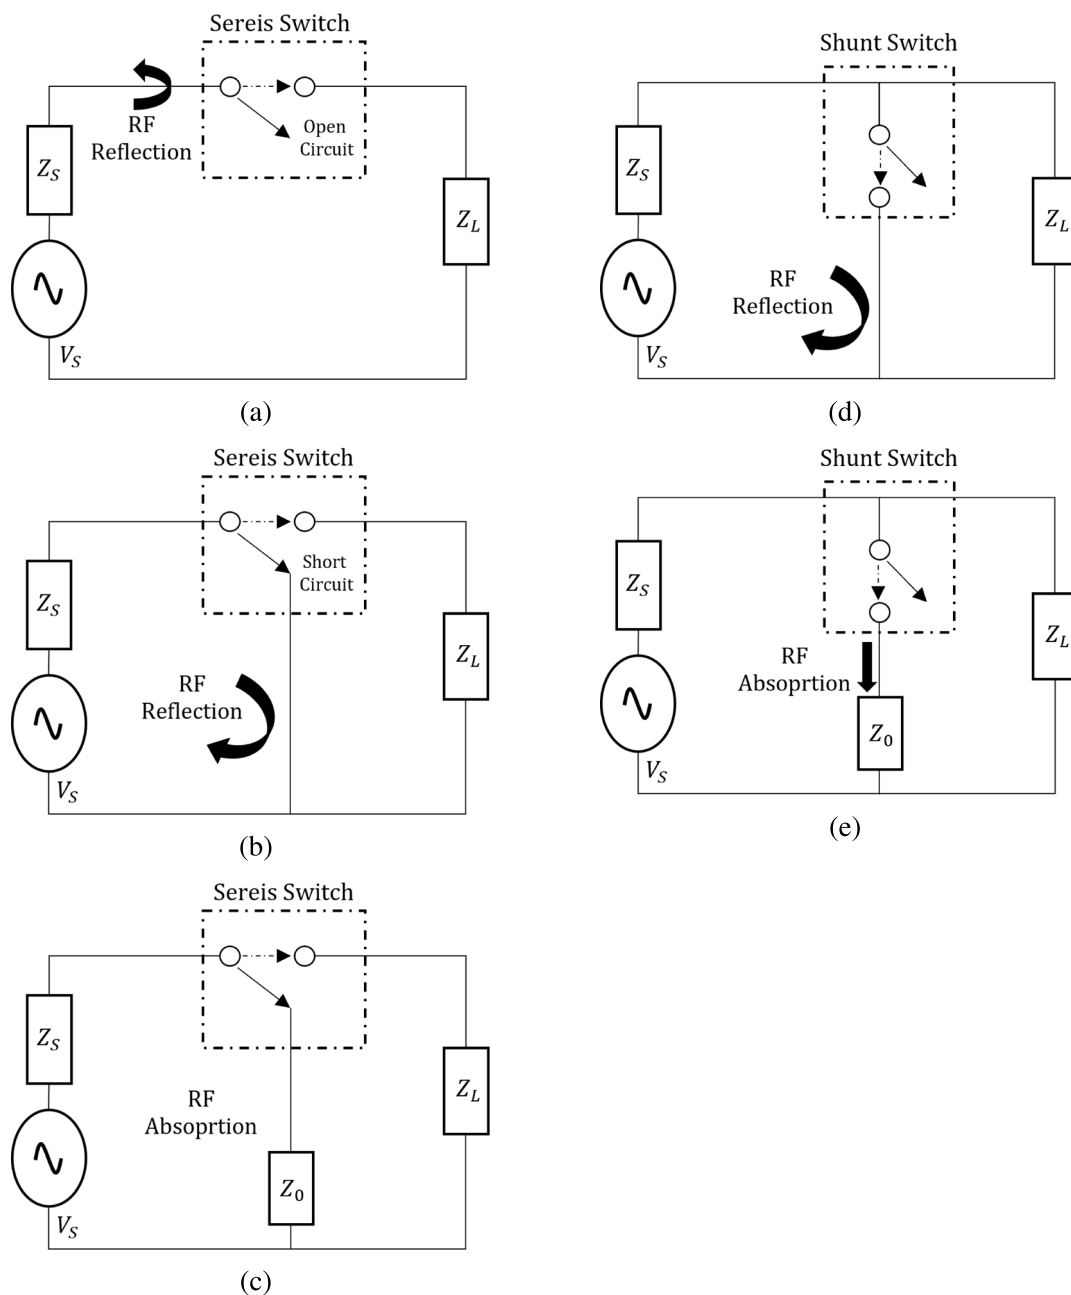 Sereis Switch
RF
Reflection
Open
Circuit
Z_S
Z_L
V_S
(a)
Shunt Switch
Z_S
Z_L
RF
Reflection
V_S
(d)
Sereis Switch
Short
Circuit
Z_S
Z_L
RF
Reflection
V_S
(b)
Shunt Switch
Z_S
Z_L
RF
Absoprtion
Z_0
V_S
(e)
Sereis Switch
Z_S
Z_L
RF
Absoprtion
Z_0
V_S
(c)